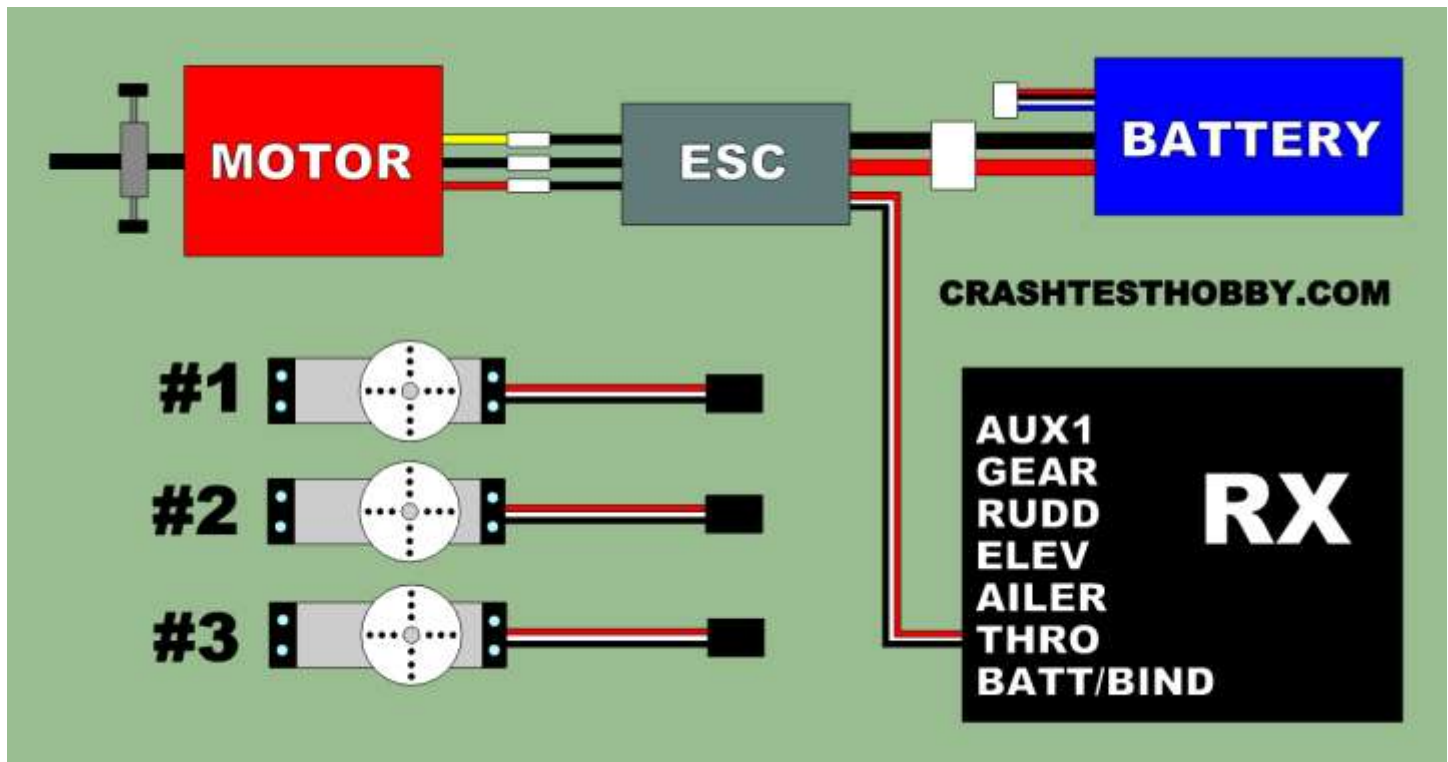 MOTOR
ESC
BATTERY
CRASHTESTHOBBY.COM
#1
#2
#3
AUX1
GEAR
RUDD
ELEV
AILER
THRO
BATT/BIND
RX